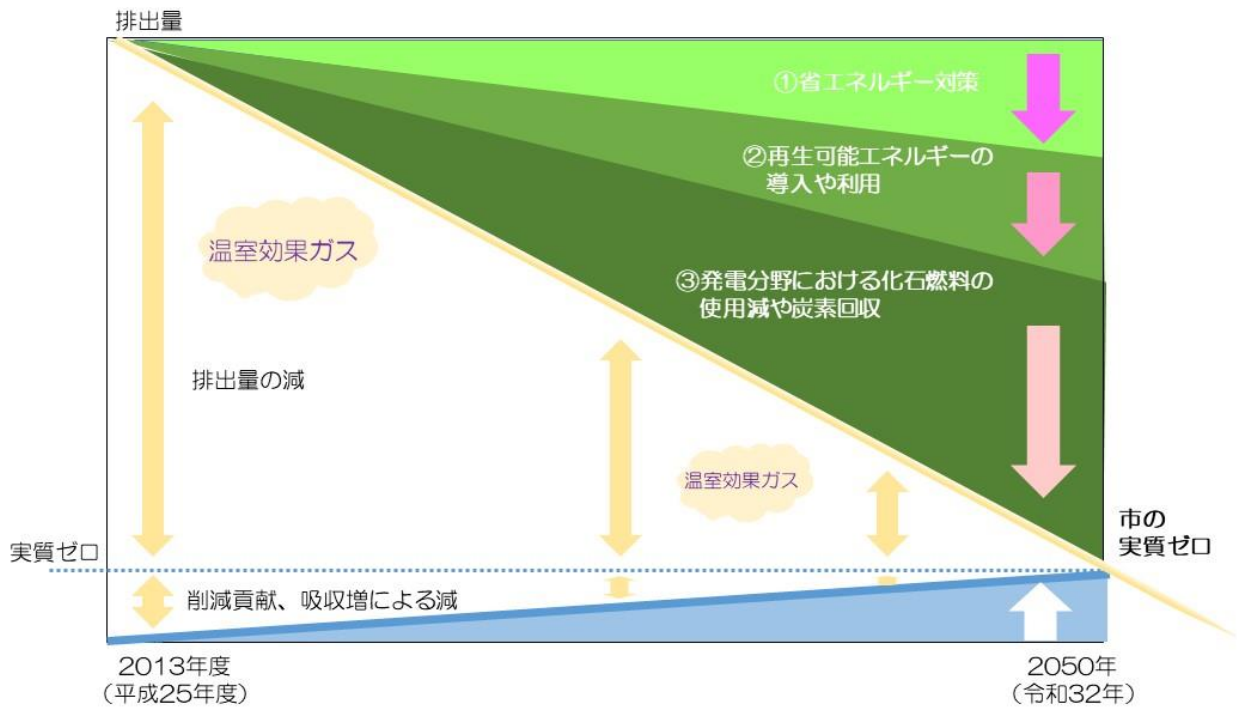 排出量
①省エネルギー対策
②再生可能エネルギーの
導入や利用
温室効果ガス
③発電分野における化石燃料の
使用減や炭素回収
排出量の減
温室効果ガス
市の
実質ゼロ
実質ゼロ
削減貢献、吸収増による減
2013年度
（平成25年度）
2050年
（令和32年）